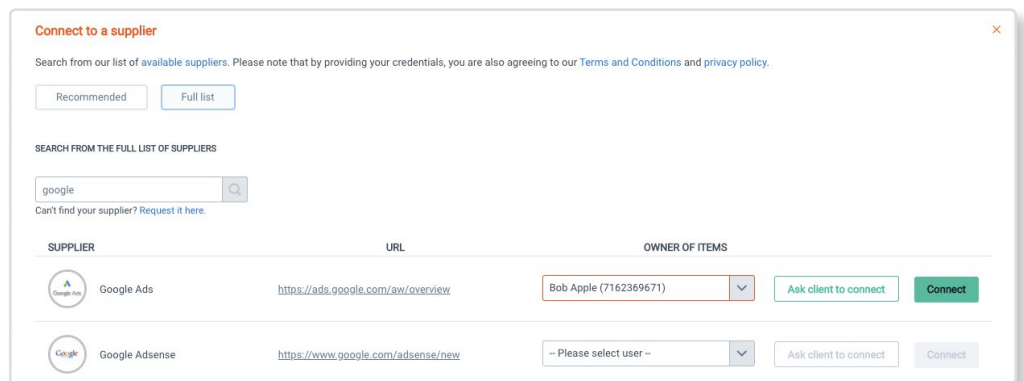 Connect to a supplier
×
Search from our list of available suppliers. Please note that by providing your credentials, you are also agreeing to our Terms and Conditions and privacy policy.
Recommended Full list
SEARCH FROM THE FULL LIST OF SUPPLIERS
google
Can't find your supplier? Request it here.
SUPPLIER URL OWNER OF ITEMS
Google Ads Google Ads https://ads.google.com/aw/overview Bob Apple (7162369671) Ask client to connect Connect
Google Google Adsense https://www.google.com/adsense/new -- Please select user -- Ask client to connect Connect